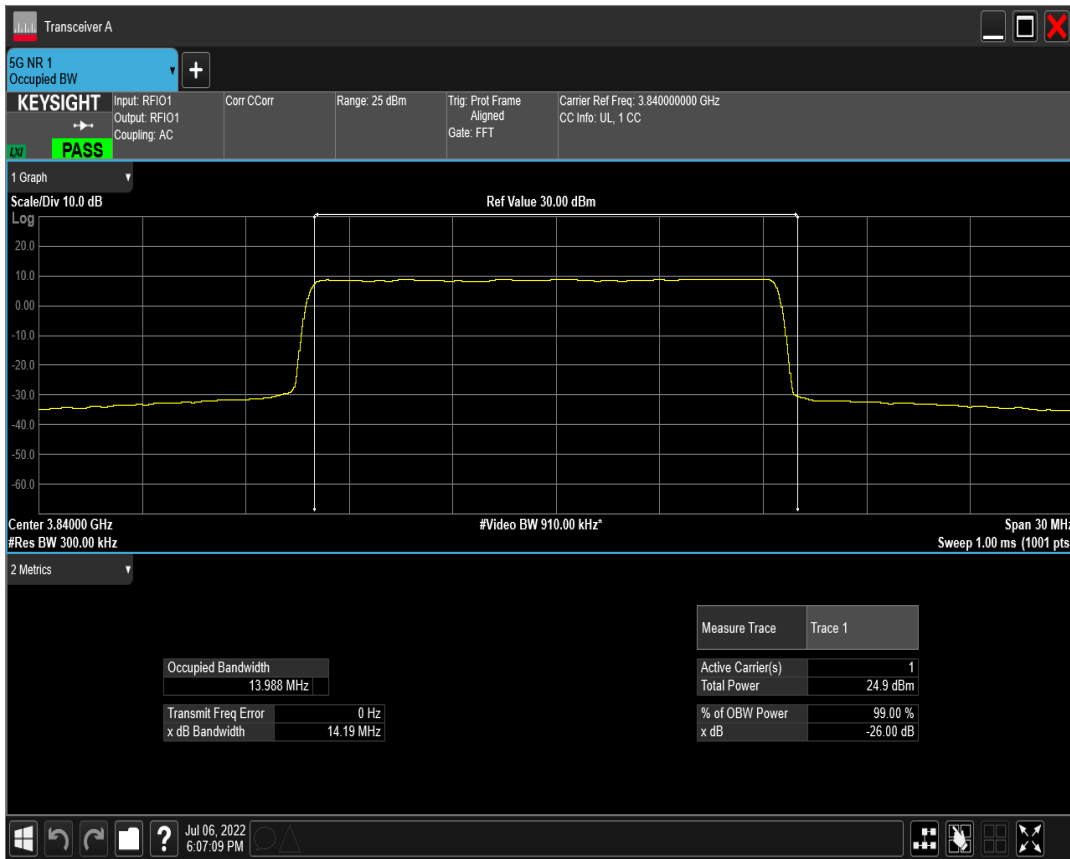 Transceiver A
5G NR 1
Occupied BW
+
KEYSIGHT
LXI
PASS
Input: RFIO1
Output: RFIO1
Coupling: AC
Corr CCorr
Range: 25 dBm
Trig: Prot Frame
Aligned
Gate: FFT
Carrier Ref Freq: 3.840000000 GHz
CC Info: UL, 1 CC
1 Graph
Scale/Div 10.0 dB
Ref Value 30.00 dBm
Log
20.0
10.0
0.00
-10.0
-20.0
-30.0
-40.0
-50.0
-60.0
Center 3.84000 GHz
#Video BW 910.00 kHz*
Span 30 MHz
#Res BW 300.00 kHz
Sweep 1.00 ms (1001 pts
2 Metrics
Measure Trace Trace 1
Occupied Bandwidth
13.988 MHz
Active Carrier(s) 1
Total Power 24.9 dBm
Transmit Freq Error 0 Hz
x dB Bandwidth 14.19 MHz
% of OBW Power 99.00 %
x dB -26.00 dB
?
Jul 06, 2022
6:07:09 PM